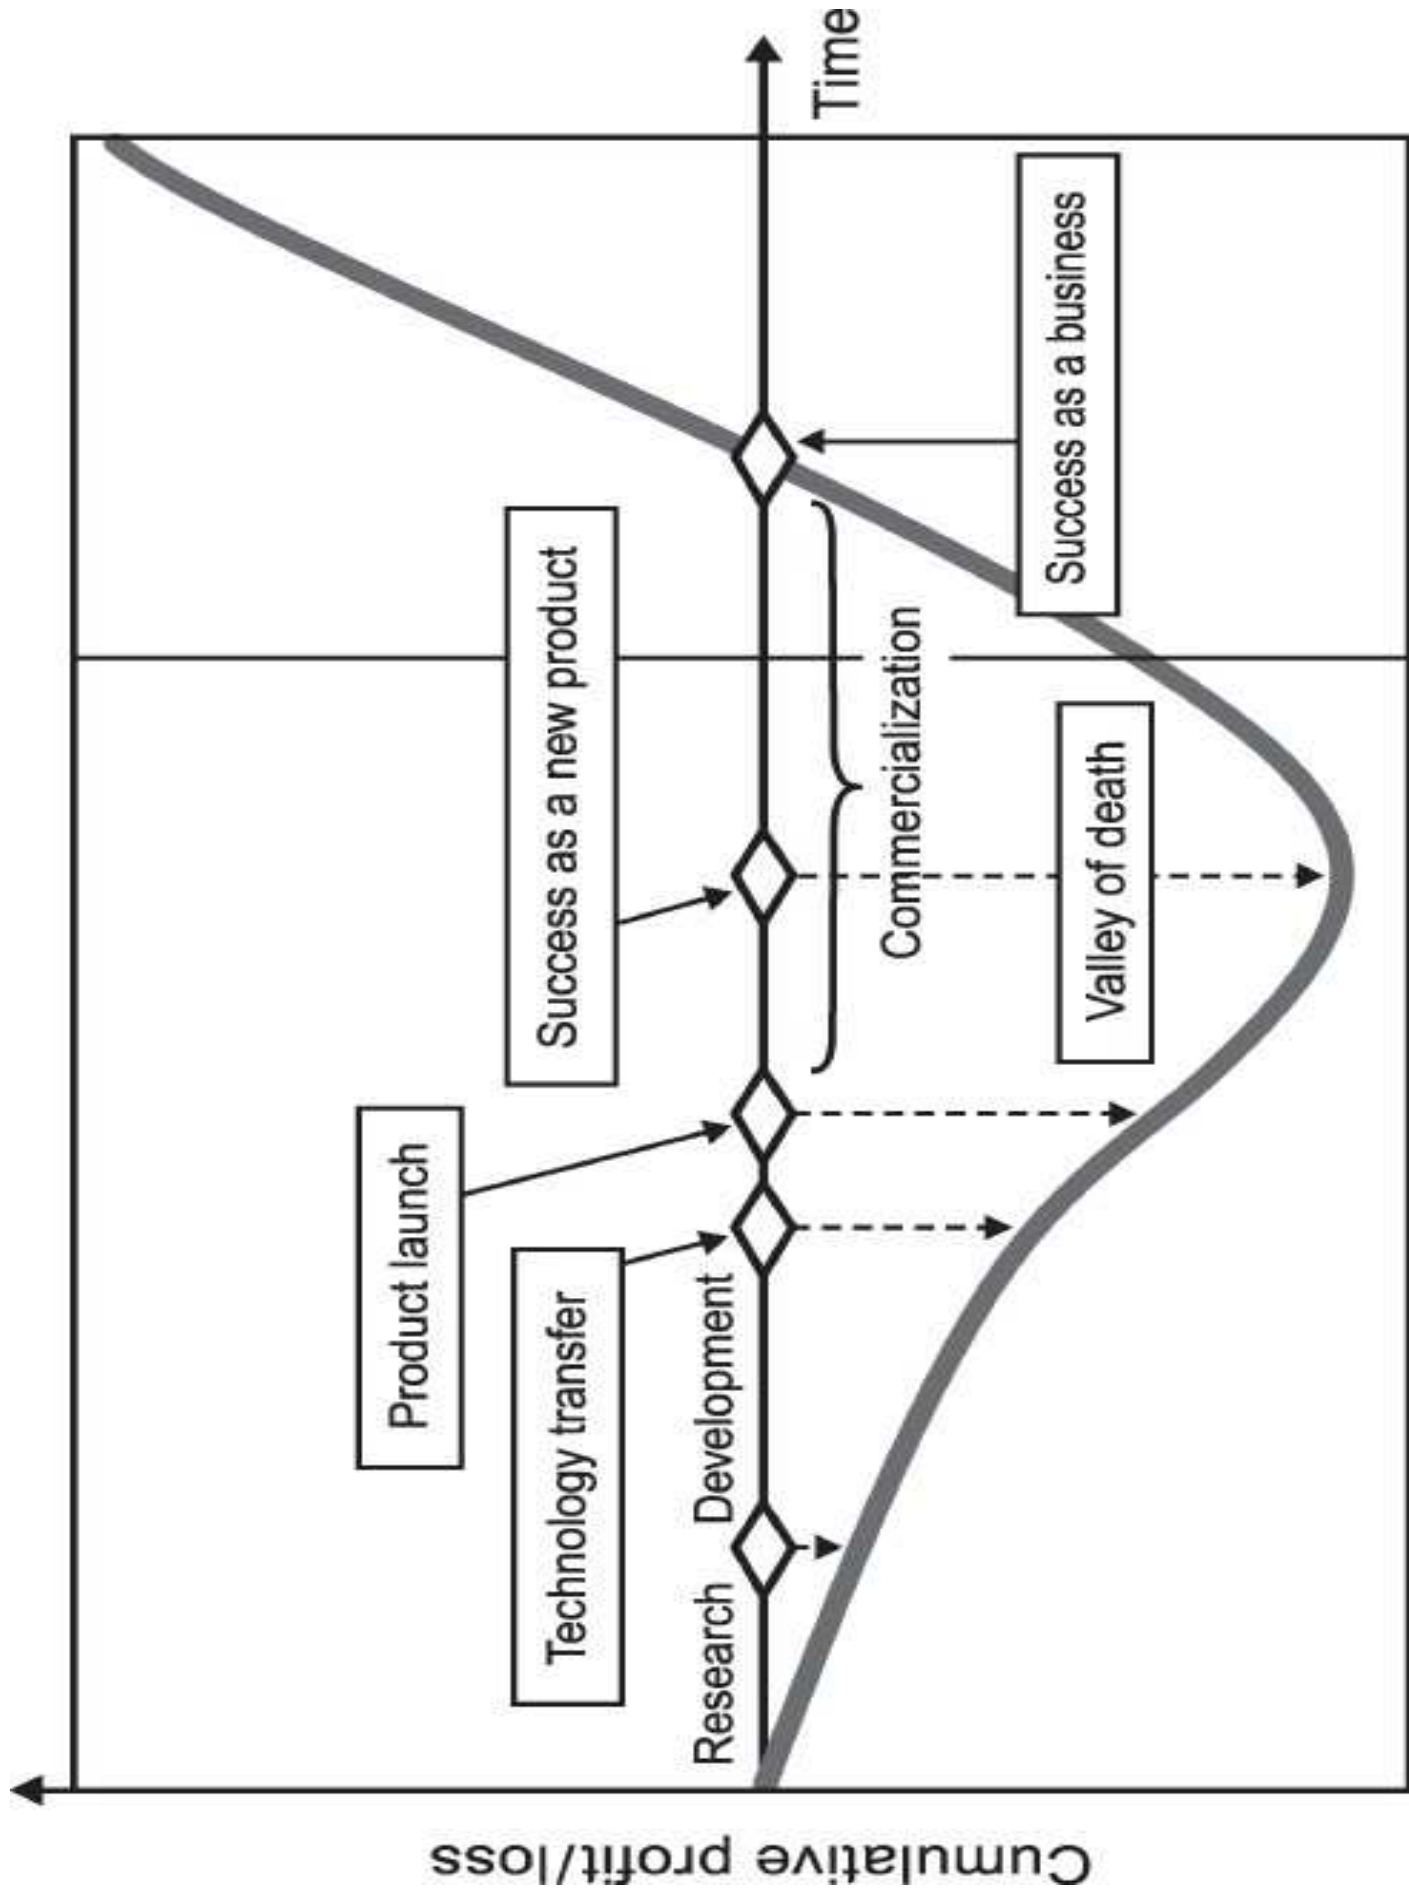 Cumulative profit/loss
Product launch
Success as a new product
Technology transfer
Research
Development
Time
Commercialization
Valley of death
Success as a business